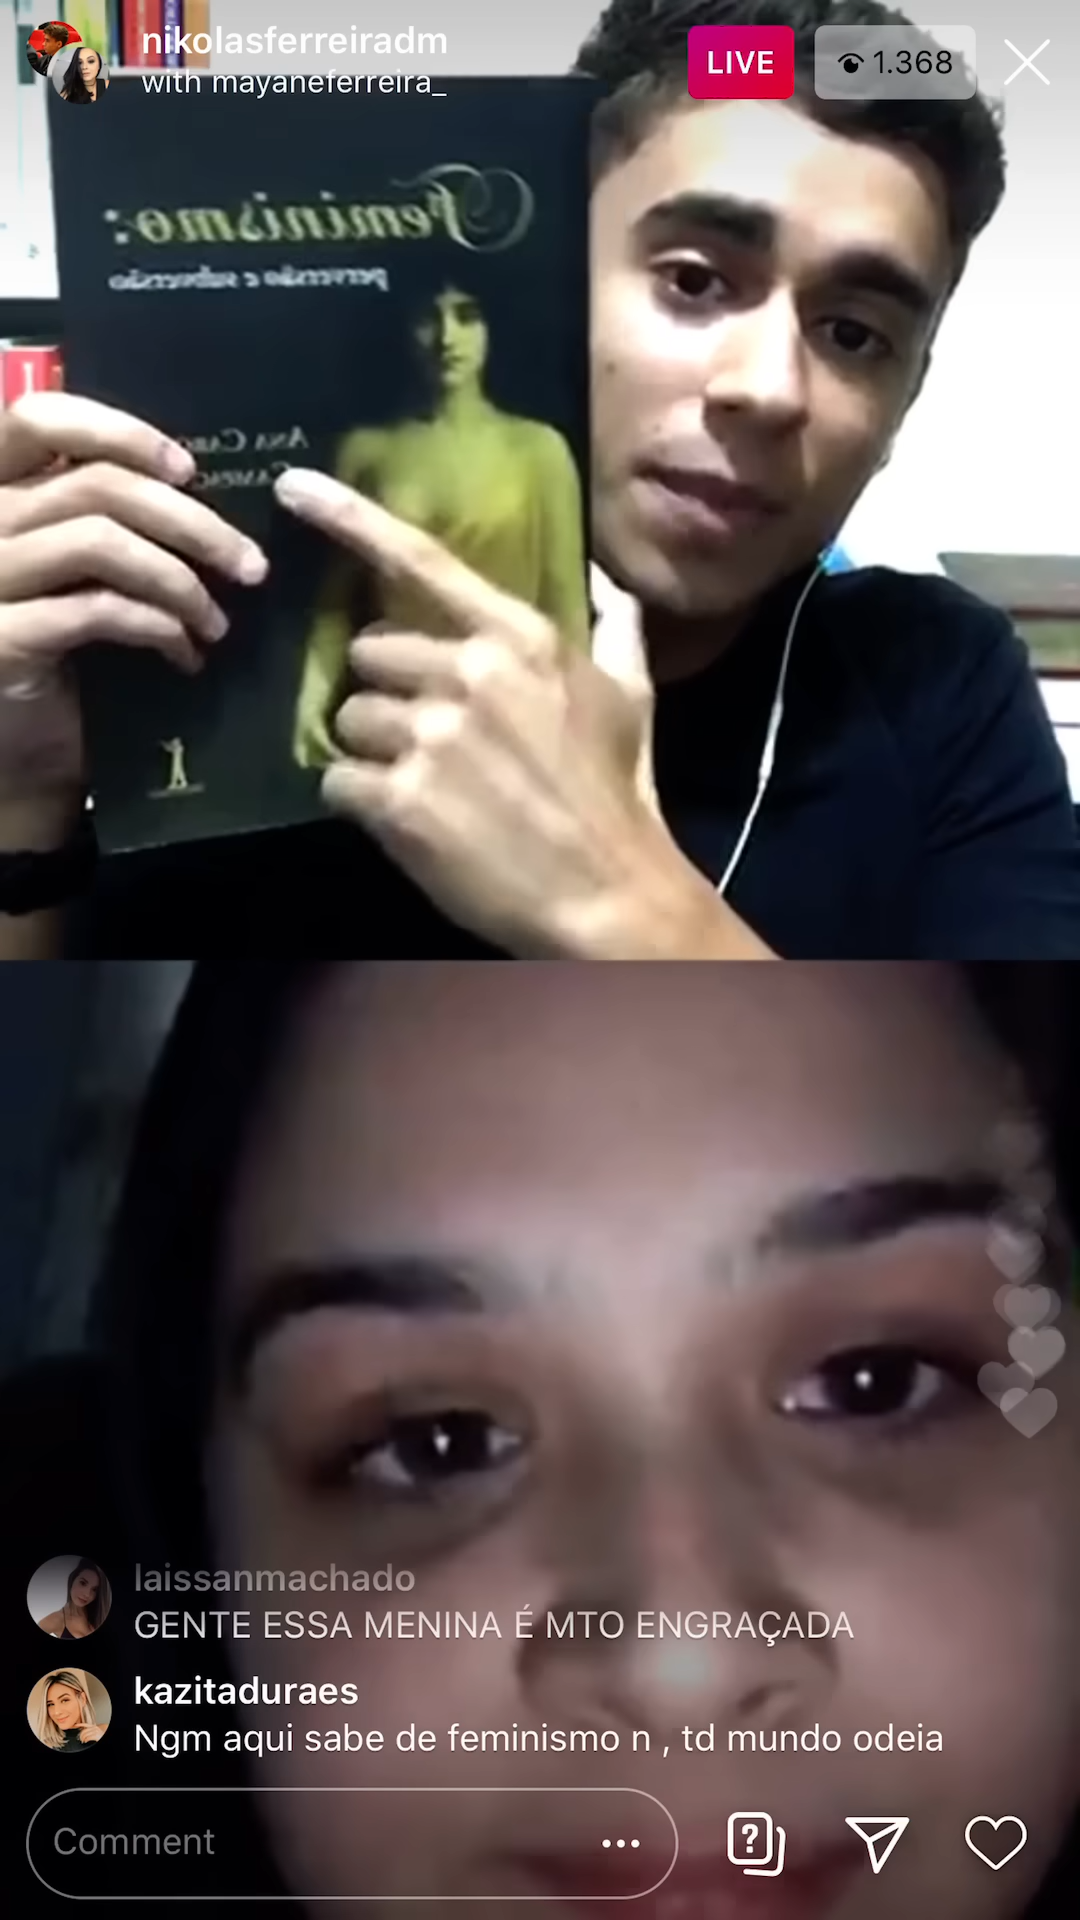 nikolasferreiradm
with mayaneferreira_
LIVE
1.368
Feminismo:
perversão e subversão
ANA
laissanmachado
GENTE ESSA MENINA É MTO ENGRAÇADA
kazitaduraes
Ngm aqui sabe de feminismo n , td mundo odeia
Comment